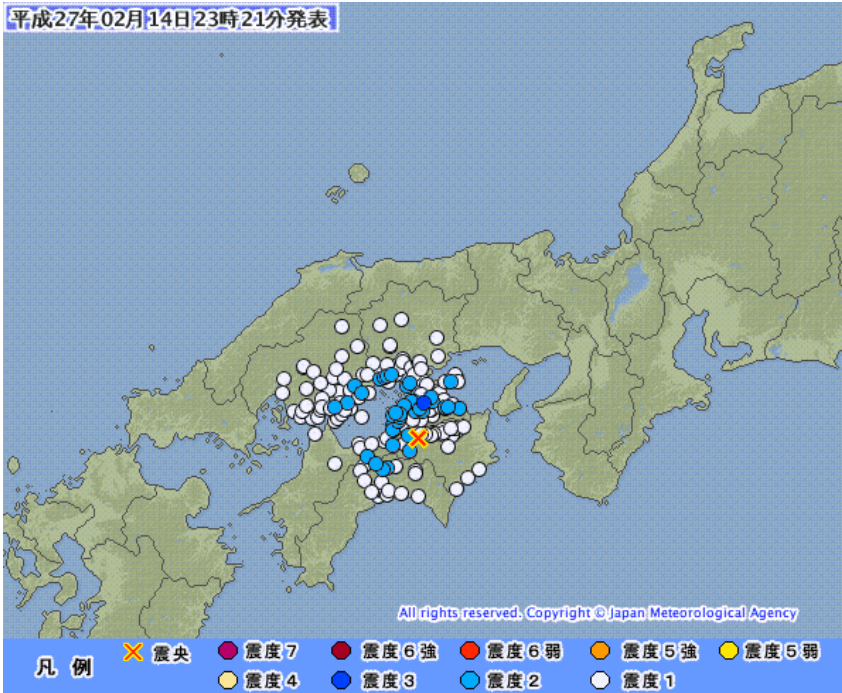 平成27年02月14日23時21分発表
All rights reserved. Copyright © Japan Meteorological Agency
凡 例 震央 震度7 震度6強 震度6弱 震度5強 震度5弱
震度4 震度3 震度2 震度1